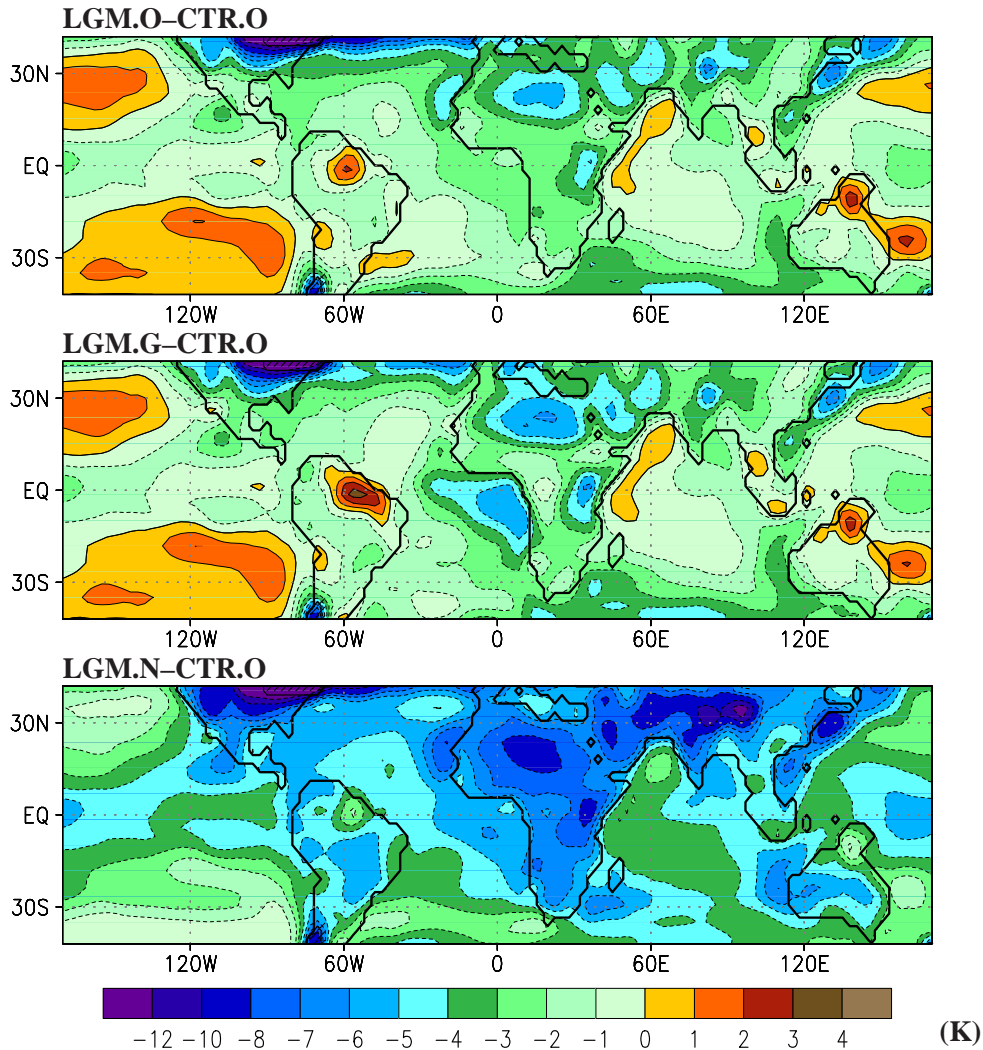 LGM.O–CTR.O
30N
EQ
30S
120W 60W 0 60E 120E
LGM.G–CTR.O
30N
EQ
30S
120W 60W 0 60E 120E
LGM.N–CTR.O
30N
EQ
30S
120W 60W 0 60E 120E
−12 −10 −8 −7 −6 −5 −4 −3 −2 −1 0 1 2 3 4 (K)